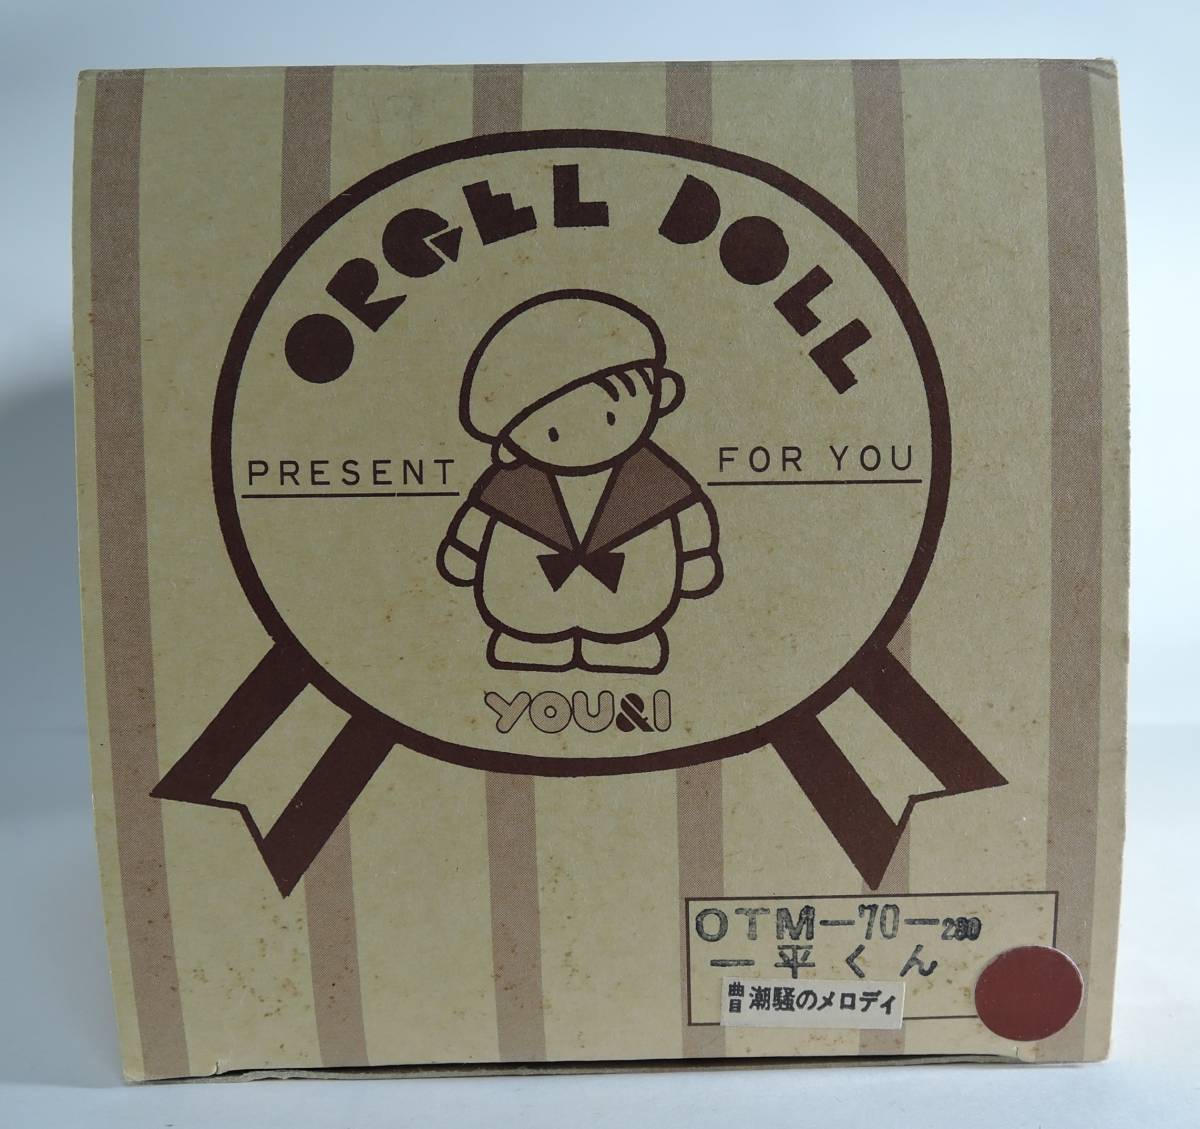 ORGEL DOLL
PRESENT FOR YOU
YOU&I
OTM-70-280
一平くん
曲目 潮騒のメロディ